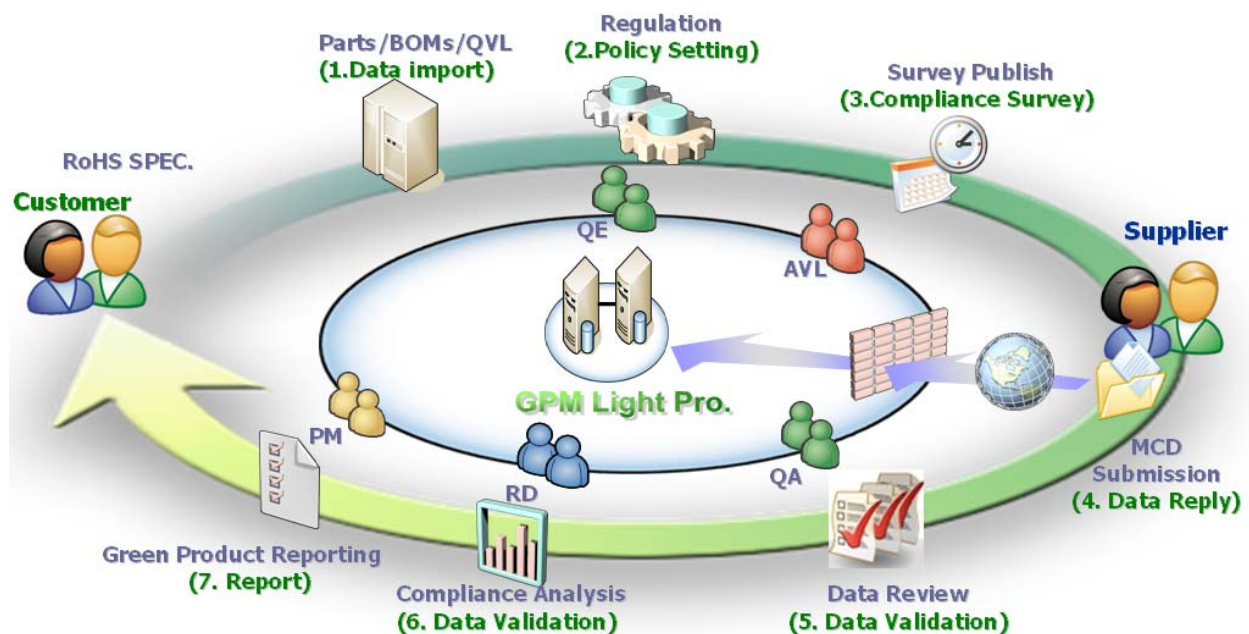 Regulation
(2.Policy Setting)
Parts/BOMs/QVL
(1.Data import)
Survey Publish
(3.Compliance Survey)
RoHS SPEC.
Customer
QE
AVL
Supplier
GPM Light Pro.
PM
RD
QA
MCD
Submission
(4. Data Reply)
Green Product Reporting
(7. Report)
Compliance Analysis
(6. Data Validation)
Data Review
(5. Data Validation)